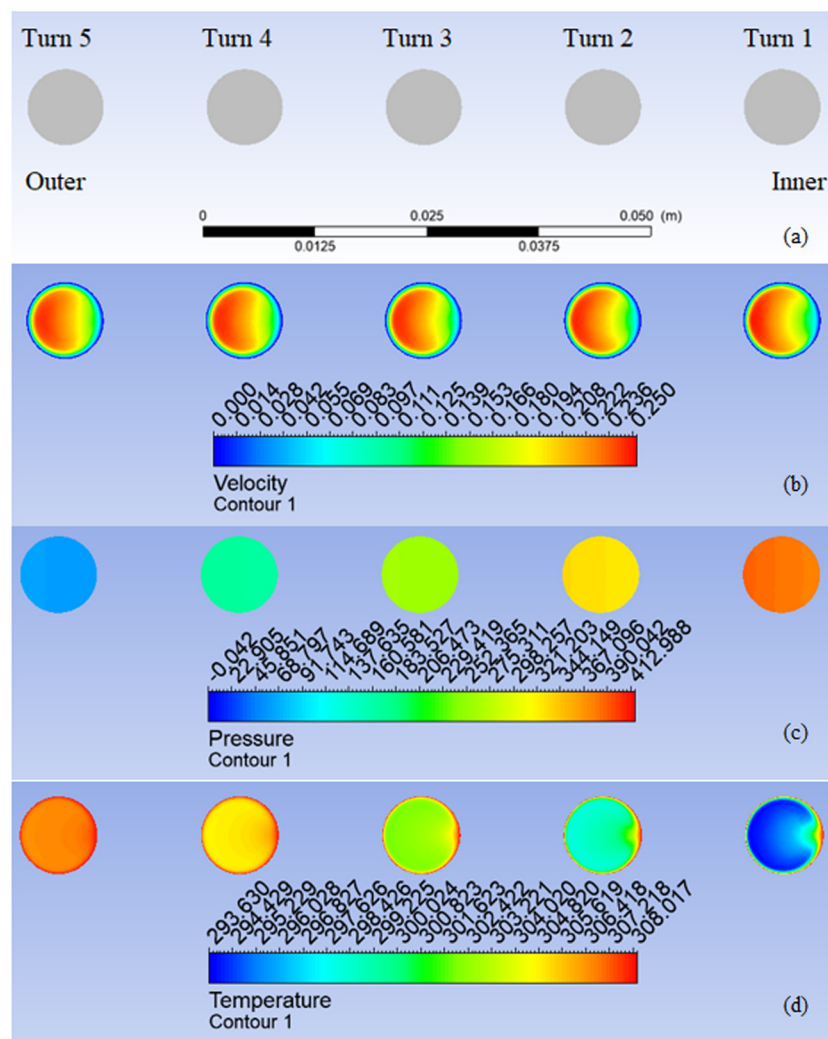 Turn 5 Turn 4 Turn 3 Turn 2 Turn 1
Outer Inner
0 0.025 0.050 (m)
0.0125 0.0375
(a)
0.000 0.014 0.028 0.042 0.055 0.069 0.083 0.097 0.111 0.125 0.139 0.153 0.166 0.180 0.194 0.208 0.222 0.236 0.250
Velocity
Contour 1
(b)
-0.042 22.905 45.851 68.797 91.743 114.689 137.635 160.581 183.527 206.473 229.419 252.365 275.311 298.257 321.203 344.149 367.096 390.042 412.988
Pressure
Contour 1
(c)
293.630 294.429 295.229 296.028 296.827 297.626 298.426 299.225 300.024 300.823 301.623 302.422 303.221 304.020 304.820 305.619 306.418 307.218 308.017
Temperature
Contour 1
(d)